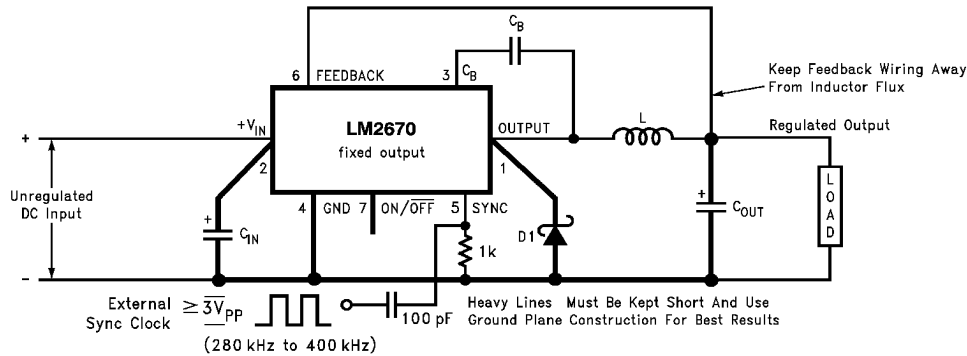 C_B
6 FEEDBACK 3 C_B
Keep Feedback Wiring Away
From Inductor Flux
+V_IN
LM2670
fixed output
OUTPUT
L
Regulated Output
+
2
1
Unregulated
DC Input
+
C_IN
4 GND 7 ON/O̅F̅F̅ 5 SYNC
D1
1k
+
C_OUT
LOAD
−
External
Sync Clock
≥ 3V_PP
100 pF
(280 kHz to 400 kHz)
Heavy Lines Must Be Kept Short And Use
Ground Plane Construction For Best Results